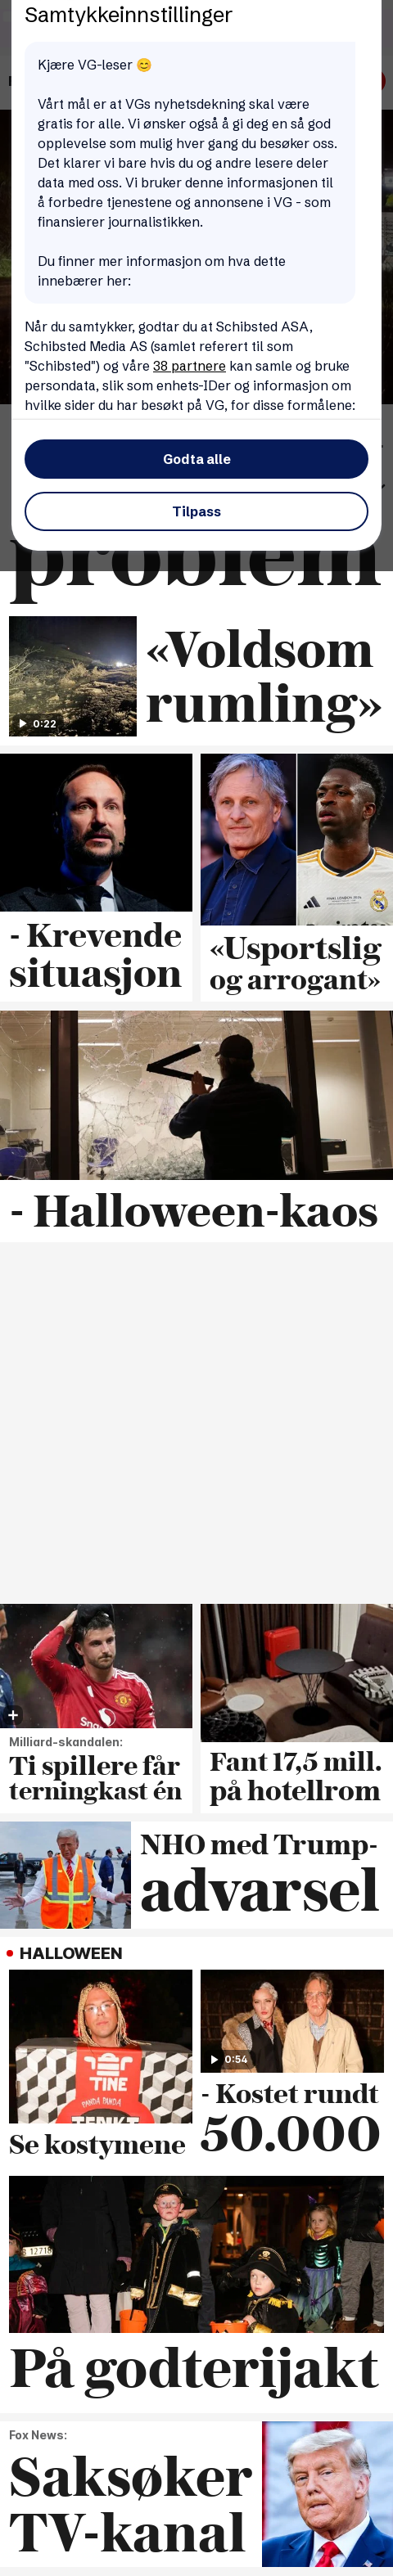 Samtykkeinnstillinger
Kjære VG-leser 😊
Vårt mål er at VGs nyhetsdekning skal være
gratis for alle. Vi ønsker også å gi deg en så god
opplevelse som mulig hver gang du besøker oss.
Det klarer vi bare hvis du og andre lesere deler
data med oss. Vi bruker denne informasjonen til
å forbedre tjenestene og annonsene i VG - som
finansierer journalistikken.
Du finner mer informasjon om hva dette
innebærer her:
Når du samtykker, godtar du at Schibsted ASA,
Schibsted Media AS (samlet referert til som
"Schibsted") og våre 38 partnere kan samle og bruke
persondata, slik som enhets-IDer og informasjon om
hvilke sider du har besøkt på VG, for disse formålene:
Godta alle
Tilpass
problem
0:22
«Voldsom
rumling»
- Krevende
situasjon
«Usportslig
og arrogant»
- Halloween-kaos
Milliard-skandalen:
Ti spillere får
terningkast én
Fant 17,5 mill.
på hotellrom
NHO med Trump-
advarsel
HALLOWEEN
TINE
PANDA PANDA
TENKT
Se kostymene
0:54
- Kostet rundt
50.000
På godterijakt
Fox News:
Saksøker
TV-kanal